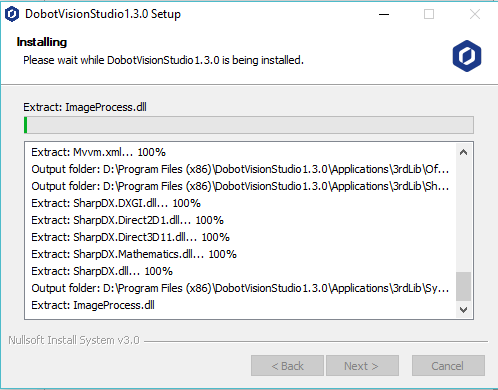 DobotVisionStudio1.3.0 Setup
Installing
Please wait while DobotVisionStudio1.3.0 is being installed.
Extract: ImageProcess.dll
Extract: Mvvm.xml... 100%
Output folder: D:\Program Files (x86)\DobotVisionStudio1.3.0\Applications\3rdLib\Of...
Output folder: D:\Program Files (x86)\DobotVisionStudio1.3.0\Applications\3rdLib\Sh...
Extract: SharpDX.DXGI.dll... 100%
Extract: SharpDX.Direct2D1.dll... 100%
Extract: SharpDX.Direct3D11.dll... 100%
Extract: SharpDX.Mathematics.dll... 100%
Extract: SharpDX.dll... 100%
Output folder: D:\Program Files (x86)\DobotVisionStudio1.3.0\Applications\3rdLib\Sy...
Extract: ImageProcess.dll
Nullsoft Install System v3.0
< Back Next > Cancel